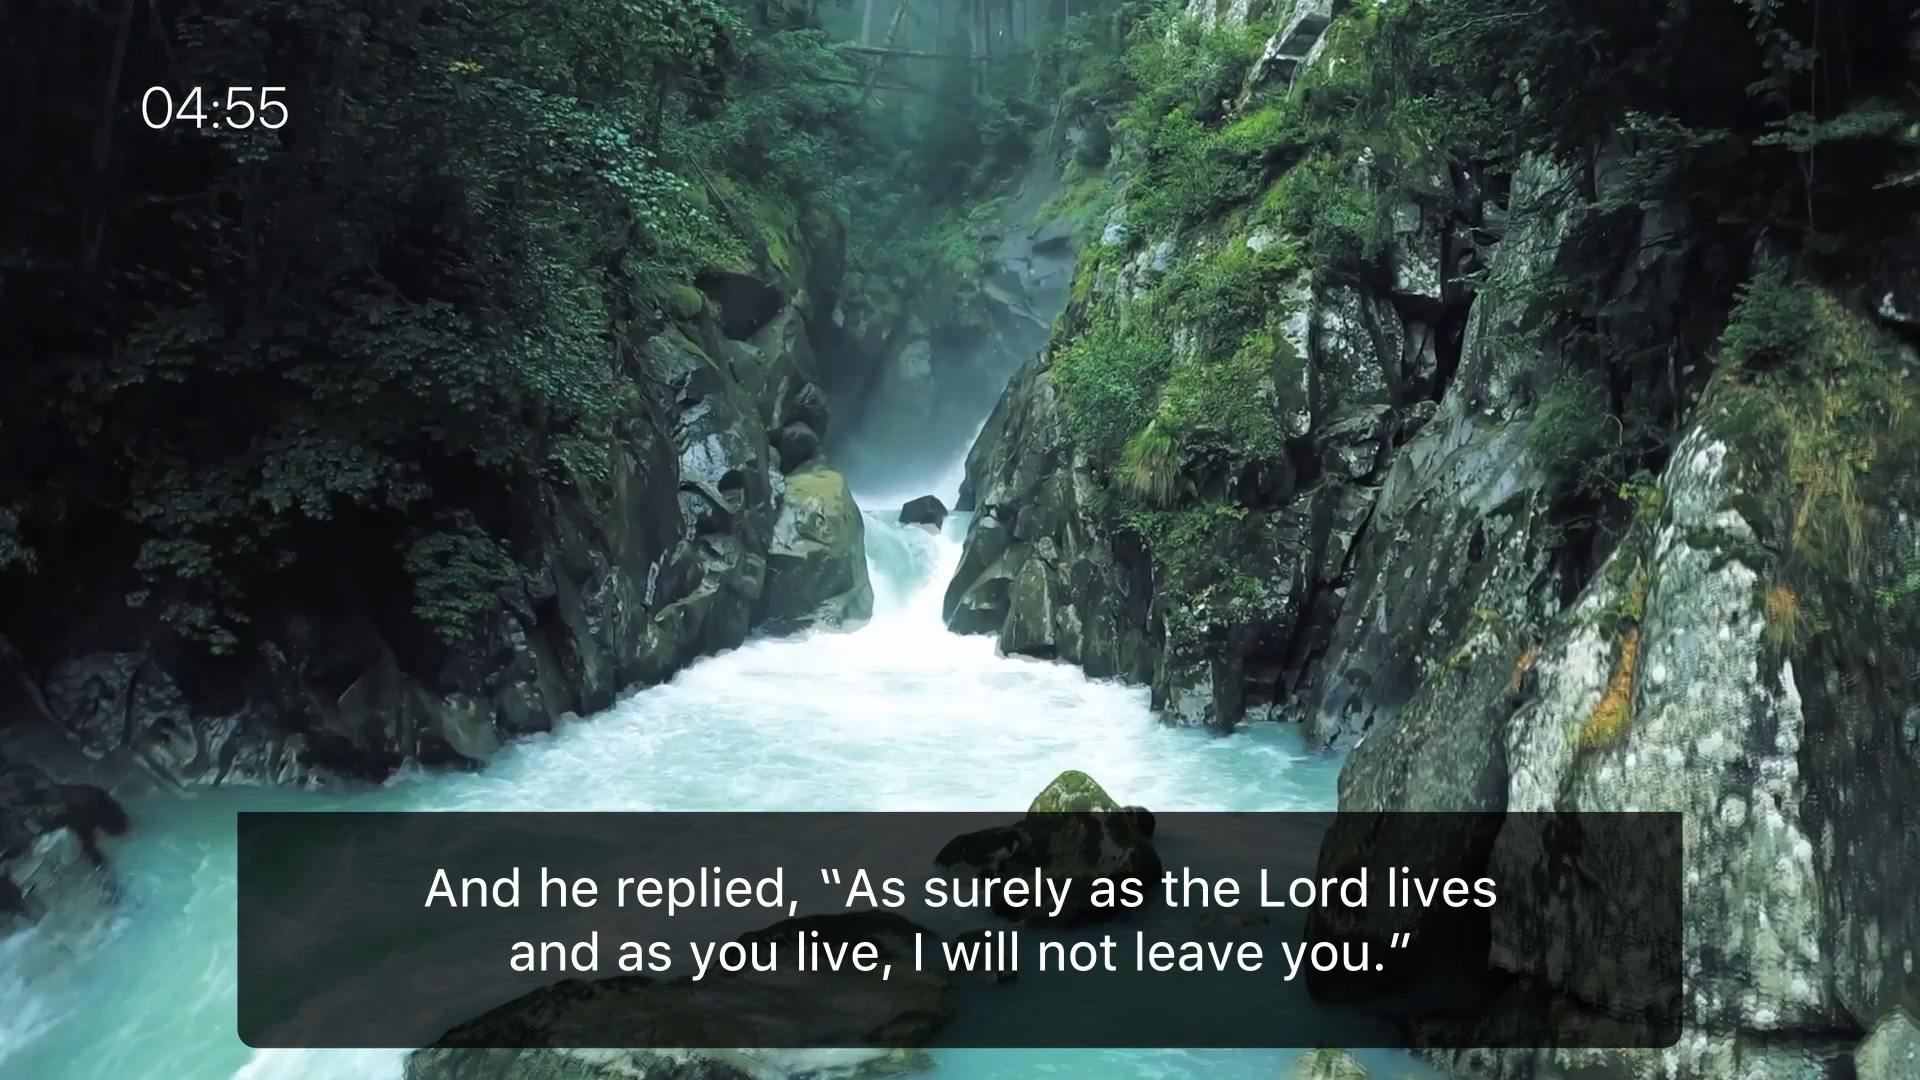 04:55
And he replied, “As surely as the Lord lives
and as you live, I will not leave you.”